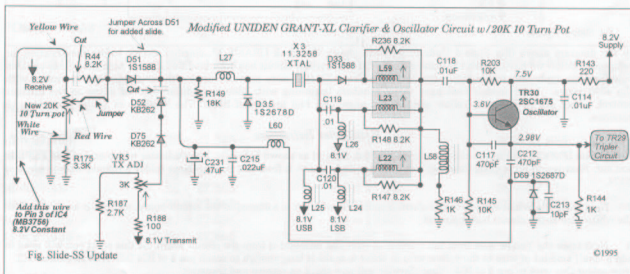 Modified UNIDEN GRANT-XL Clarifier & Oscillator Circuit w/20K 10 Turn Pot
Yellow Wire
Jumper Across D51
for added slide.
Cut
R44
8.2K
D51
1S1588
L27
X3
11.3258
XTAL
D33
1S1588
R236 8.2K
L59
C118
.01uF
R203
10K
7.5V
R143
220
8.2V
Supply
8.2V
Receive
New 20K
10 Turn pot
Jumper
Red Wire
White
Wire
Cut
D52
KB262
R149
18K
D35
1S2678D
C119
.01
L23
L26
8.1V
R148 8.2K
3.6V
TR30
2SC1675
Oscillator
C114
.01uF
2.98V
To TR29
Tripler
Circuit
D75
KB262
L60
L22
L58
C117
470pF
C212
470pF
R175
3.3K
VR5
TX ADJ
3K
C231
.47uF
C215
.022uF
C120
.01
R147 8.2K
D69 1S2687D
Add this wire
to Pin 3 of IC4
(MB3756)
8.2V Constant
R187
2.7K
R188
100
8.1V Transmit
L25
L24
8.1V
USB
8.1V
LSB
R146
1K
R145
10K
C213
10pF
R144
1K
Fig. Slide-SS Update
©1995